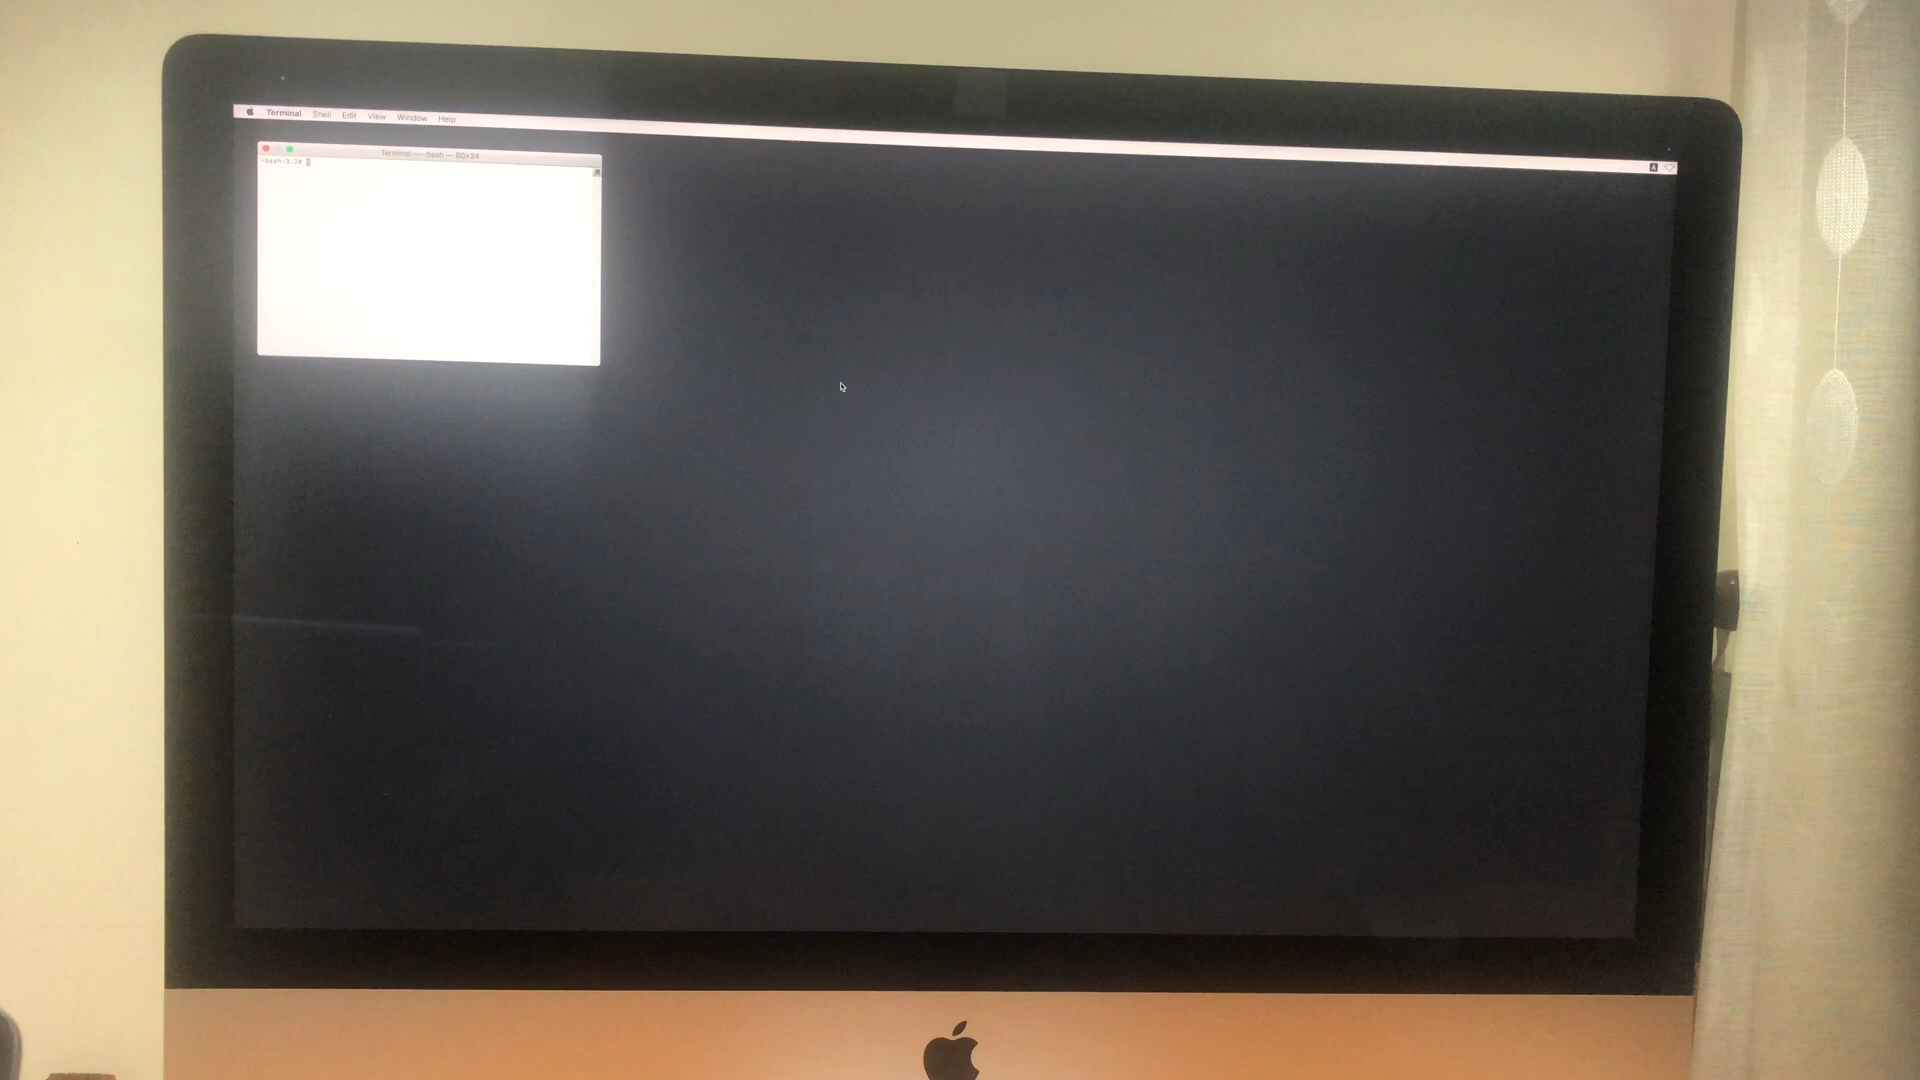 Terminal Shell Edit View Window Help
A
Terminal — -bash — 80×24
-bash-3.2#